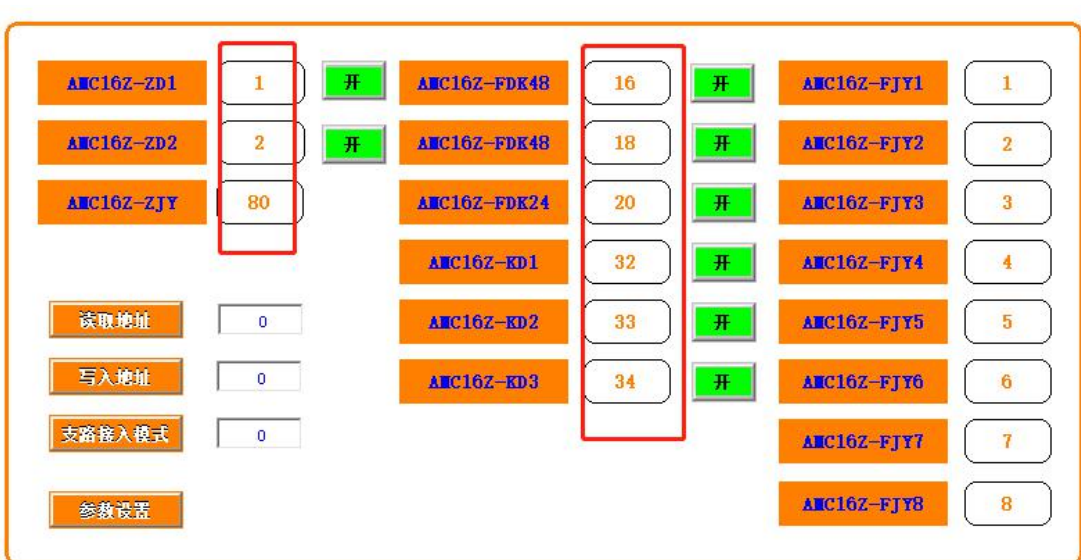 AMC16Z-ZD1 1 开 AMC16Z-FDK48 16 开 AMC16Z-FJY1 1
AMC16Z-ZD2 2 开 AMC16Z-FDK48 18 开 AMC16Z-FJY2 2
AMC16Z-ZJY 80 AMC16Z-FDK24 20 开 AMC16Z-FJY3 3
AMC16Z-KD1 32 开 AMC16Z-FJY4 4
读取地址 0 AMC16Z-KD2 33 开 AMC16Z-FJY5 5
写入地址 0 AMC16Z-KD3 34 开 AMC16Z-FJY6 6
支路接入模式 0 AMC16Z-FJY7 7
参数设置 AMC16Z-FJY8 8